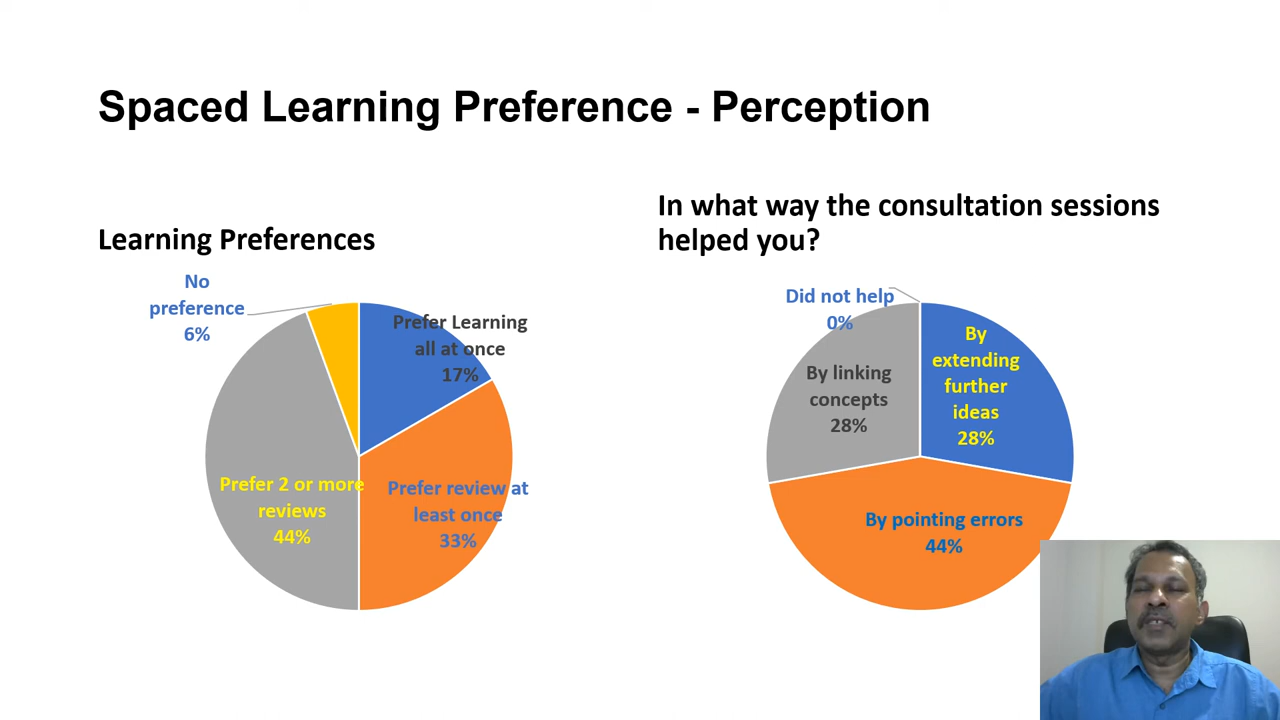 Spaced Learning Preference - Perception
Learning Preferences
No
preference
6%
Prefer Learning
all at once
17%
Prefer 2 or more
reviews
44%
Prefer review at
least once
33%
In what way the consultation sessions
helped you?
Did not help
0%
By
extending
further
ideas
28%
By linking
concepts
28%
By pointing errors
44%